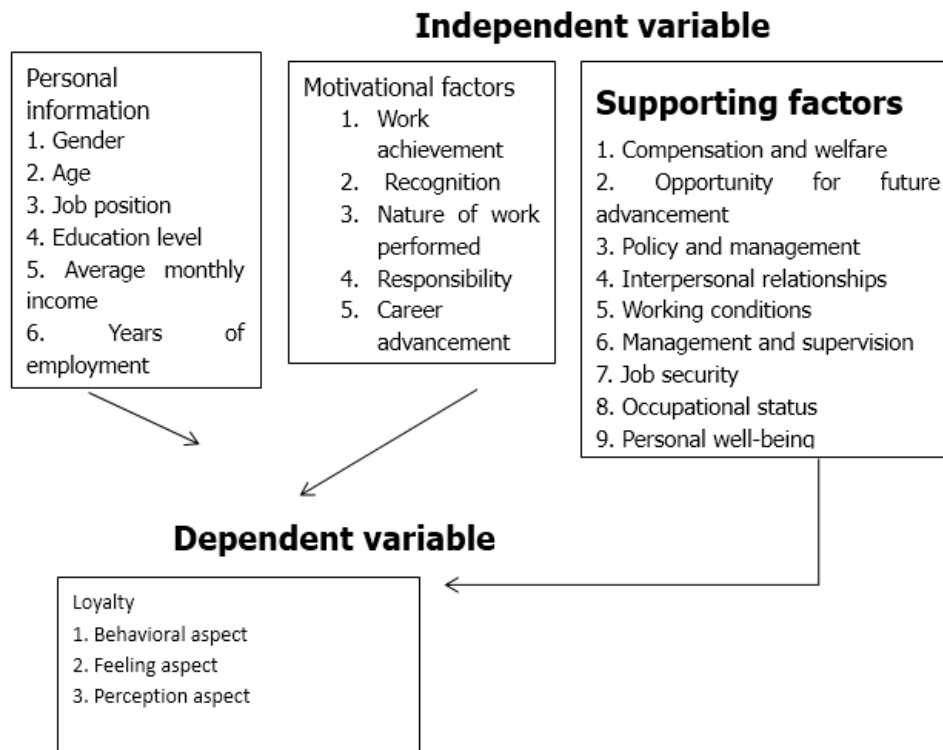 Independent variable
Personal
information
1. Gender
2. Age
3. Job position
4. Education level
5. Average monthly
income
6. Years of
employment
Motivational factors
1. Work
achievement
2. Recognition
3. Nature of work
performed
4. Responsibility
5. Career
advancement
Supporting factors
1. Compensation and welfare
2. Opportunity for future
advancement
3. Policy and management
4. Interpersonal relationships
5. Working conditions
6. Management and supervision
7. Job security
8. Occupational status
9. Personal well-being
Dependent variable
Loyalty
1. Behavioral aspect
2. Feeling aspect
3. Perception aspect